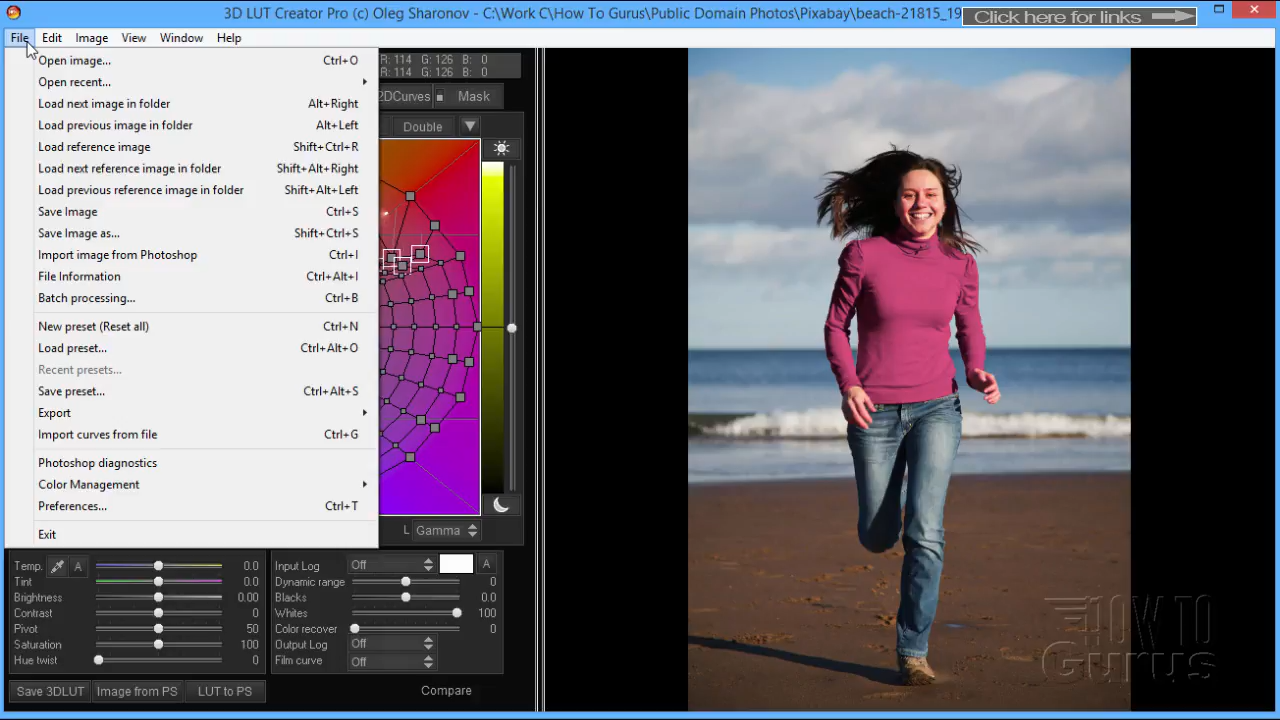 3D LUT Creator Pro (c) Oleg Sharonov - C:\Work C\How To Gurus\Public Domain Photos\Pixabay\beach-21815_19
Click here for links
File Edit Image View Window Help
Open image... Ctrl+O
Open recent...
Load next image in folder Alt+Right
Load previous image in folder Alt+Left
Load reference image Shift+Ctrl+R
Load next reference image in folder Shift+Alt+Right
Load previous reference image in folder Shift+Alt+Left
Save Image Ctrl+S
Save Image as... Shift+Ctrl+S
Import image from Photoshop Ctrl+I
File Information Ctrl+Alt+I
Batch processing... Ctrl+B
New preset (Reset all) Ctrl+N
Load preset... Ctrl+Alt+O
Recent presets...
Save preset... Ctrl+Alt+S
Export
Import curves from file Ctrl+G
Photoshop diagnostics
Color Management
Preferences... Ctrl+T
Exit
R: 114 G: 126 B: 0
R: 114 G: 126 B: 0
2DCurves Mask
Double
L Gamma
Temp. A 0.0
Tint 0.0
Brightness 0.00
Contrast 0
Pivot 50
Saturation 100
Hue twist 0
Input Log Off A
Dynamic range 0
Blacks 0.0
Whites 100
Color recover 0
Output Log Off
Film curve Off
Save 3DLUT Image from PS LUT to PS Compare
HOW TO
Gurus